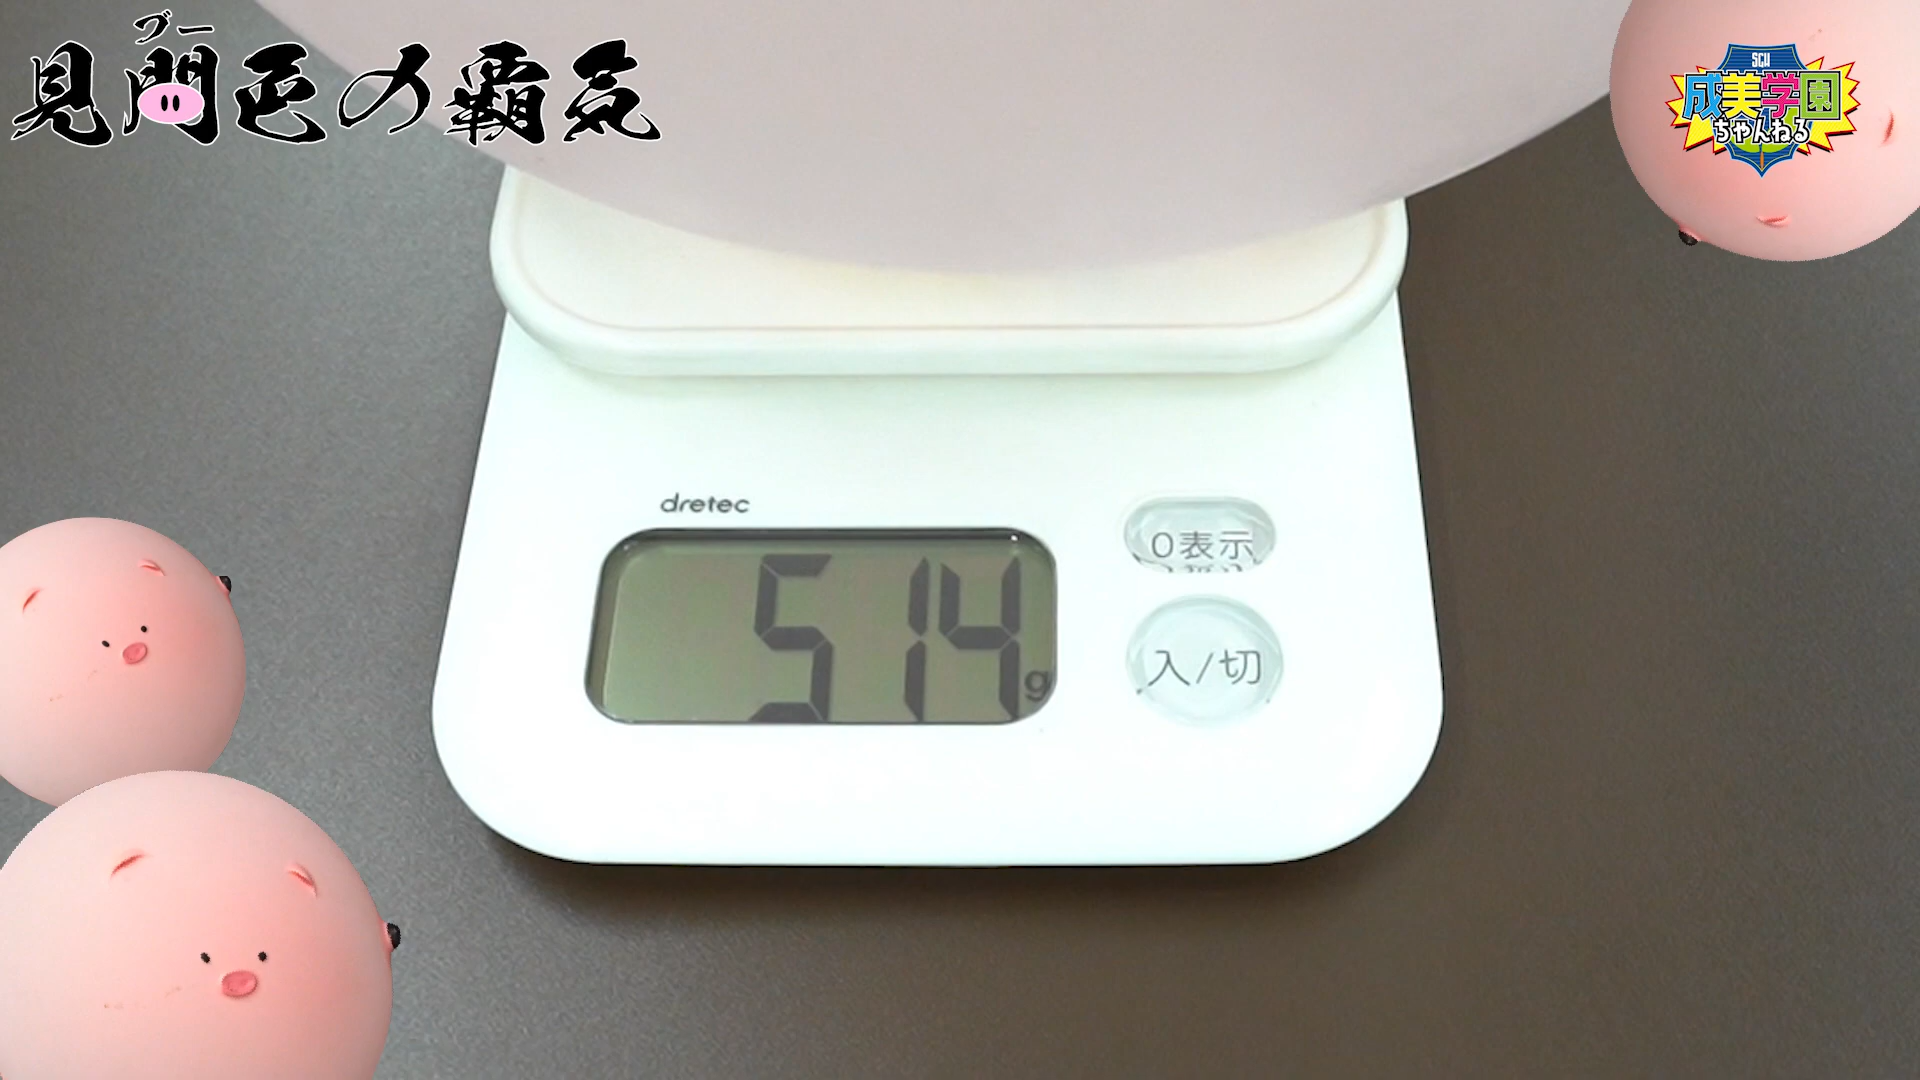 ブー
見聞色の覇気
SGU
成美学園
ちゃんねる
dretec
0表示
514g
入/切